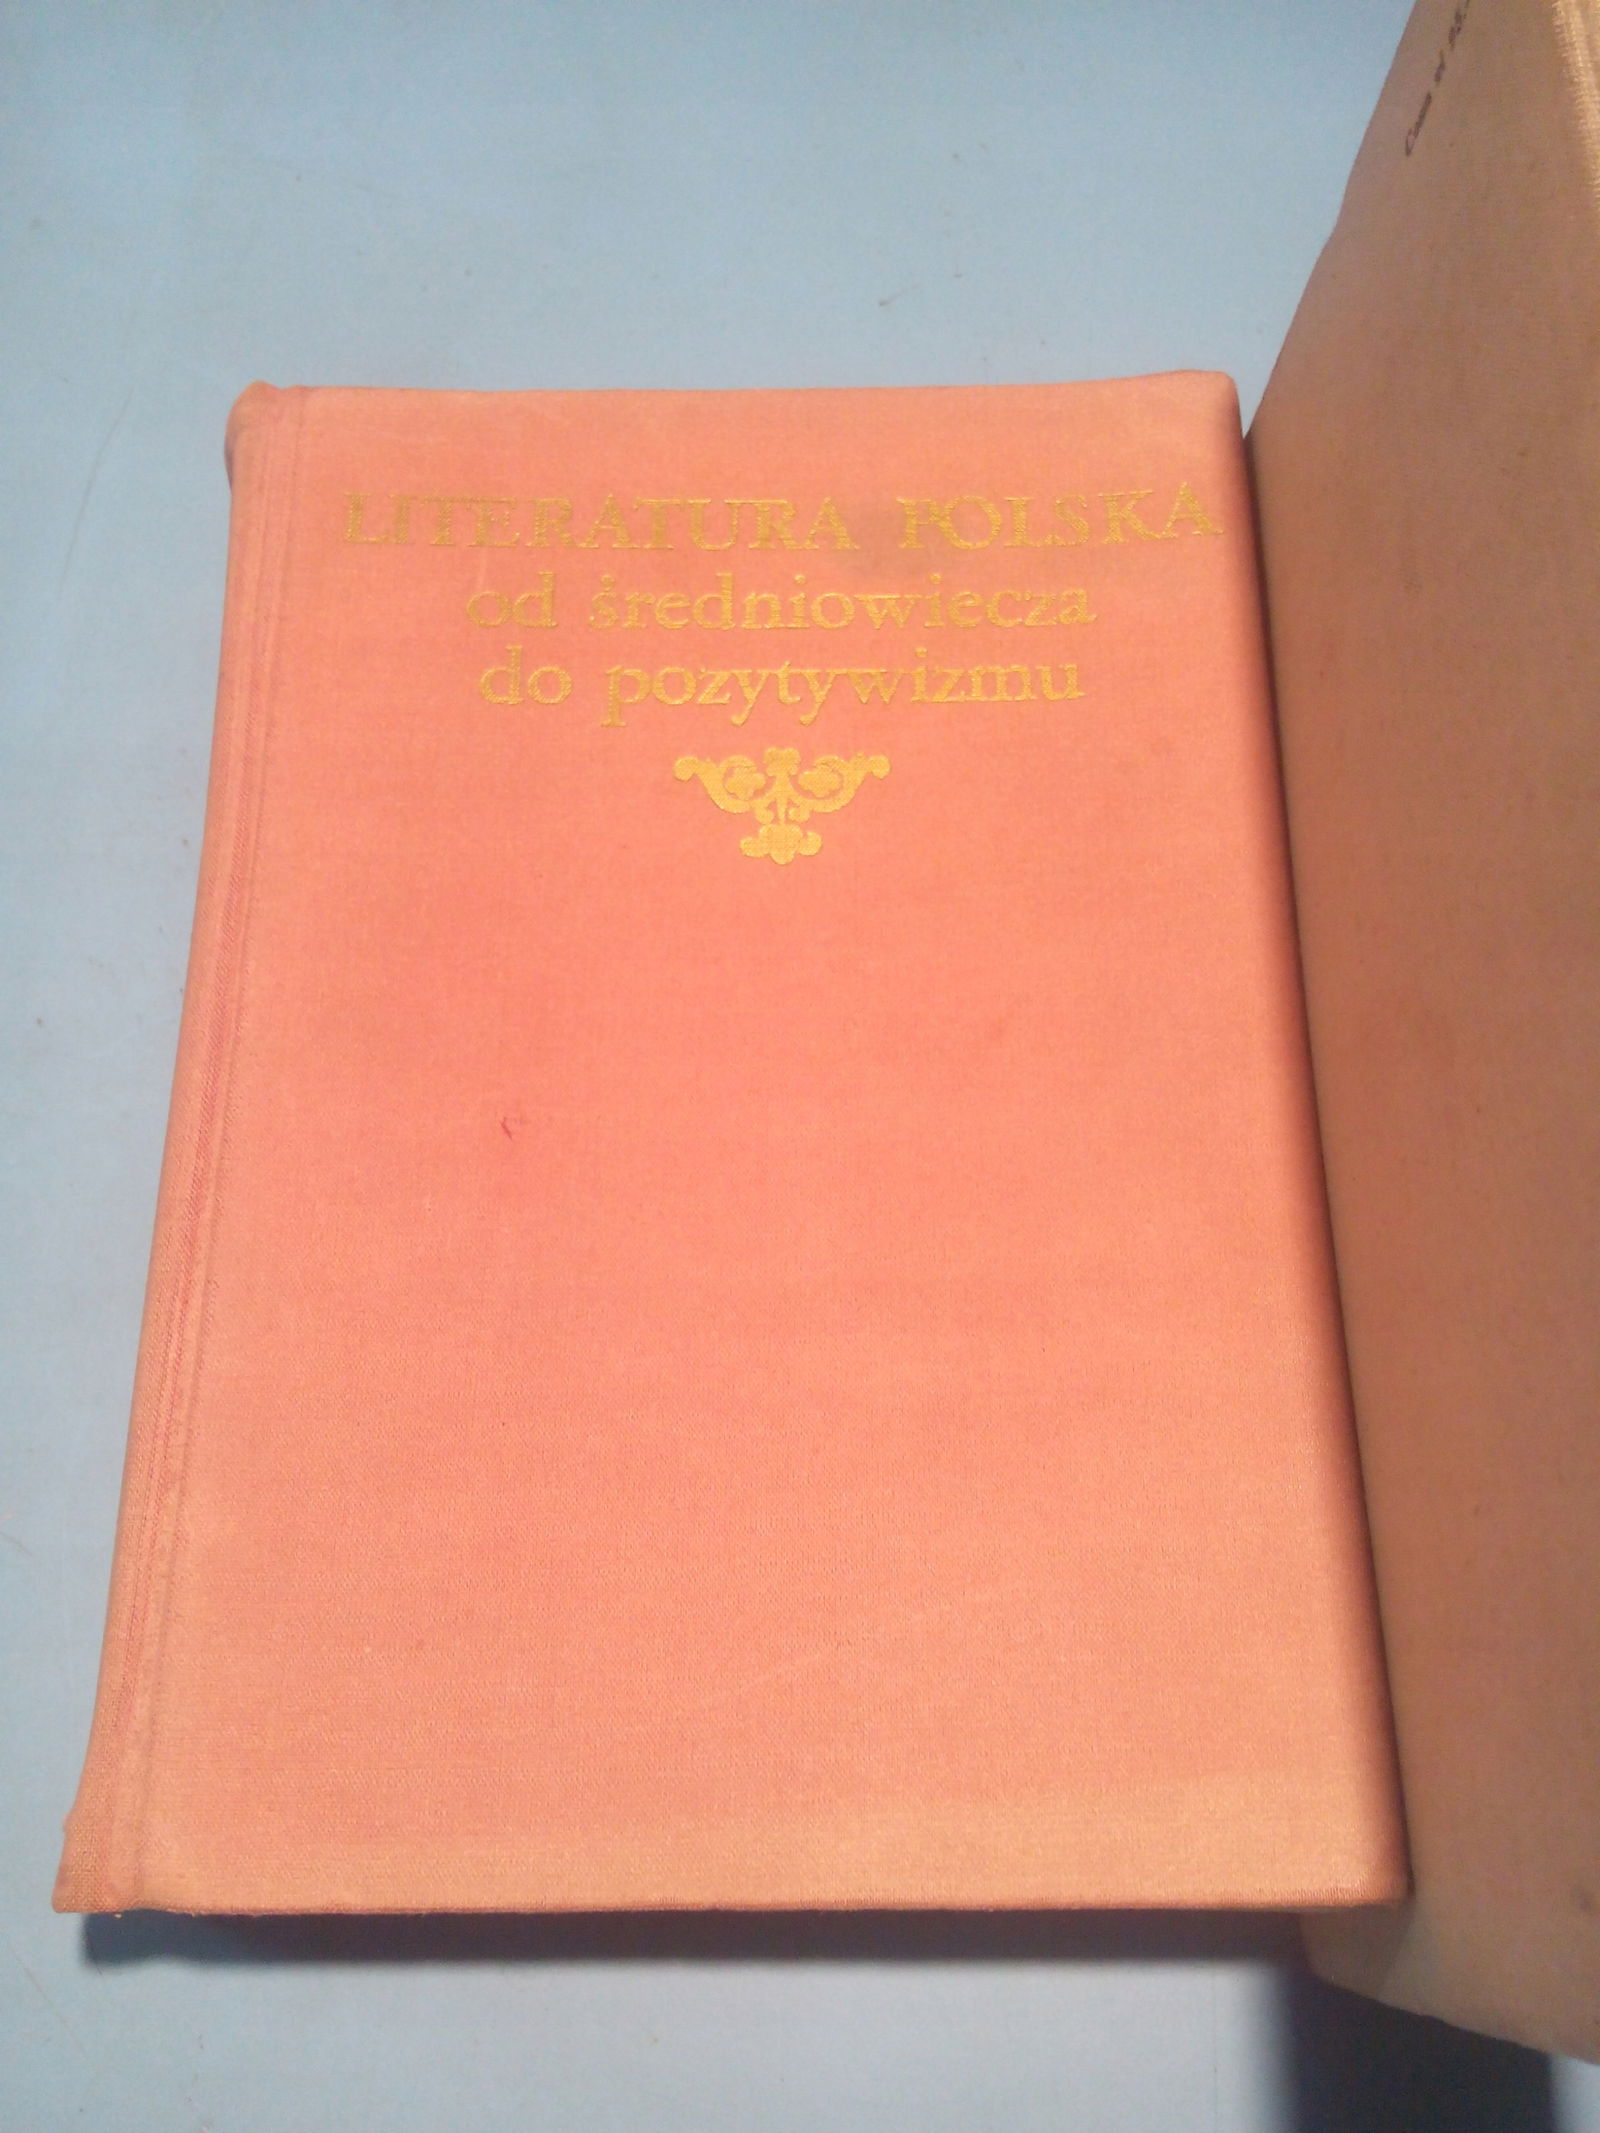 LITERATURA POLSKA
od średniowiecza
do pozytywizmu